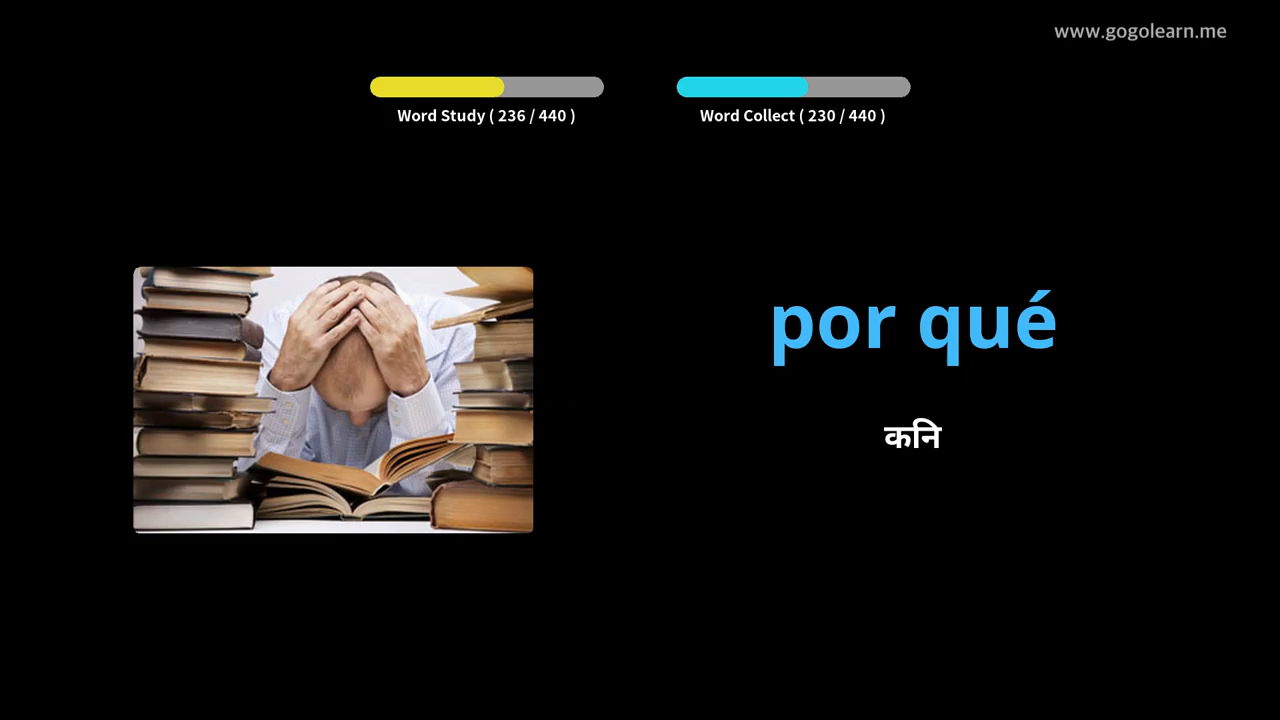 www.gogolearn.me
Word Study ( 236 / 440 )
Word Collect ( 230 / 440 )
por qué
कनि